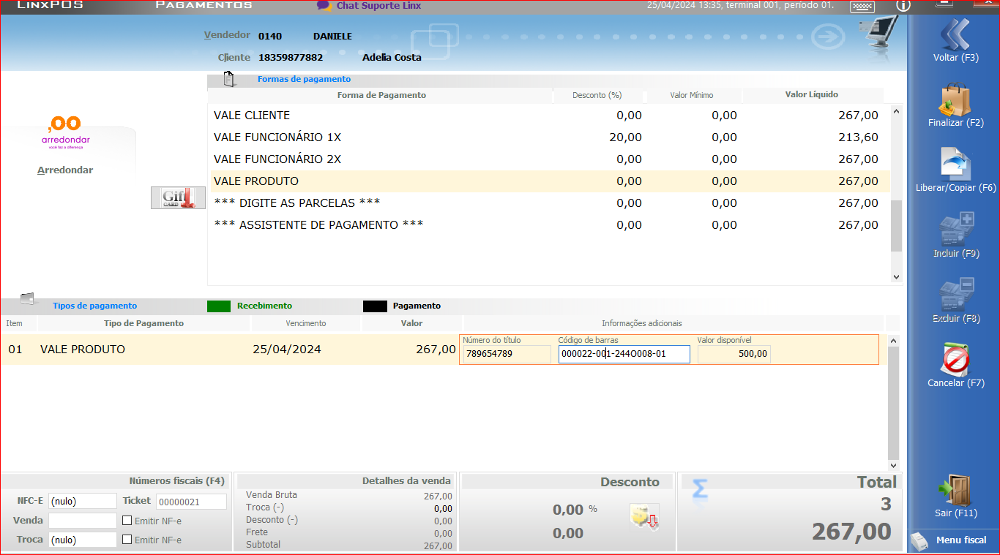 LinxPOS Pagamentos Chat Suporte Linx 25/04/2024 13:35, terminal 001, período 01.
Vendedor 0140 DANIELE
Cliente 18359877882 Adelia Costa
Formas de pagamento
Forma de Pagamento Desconto (%) Valor Mínimo Valor Líquido
VALE CLIENTE 0,00 0,00 267,00
VALE FUNCIONÁRIO 1X 20,00 0,00 213,60
VALE FUNCIONÁRIO 2X 0,00 0,00 267,00
VALE PRODUTO 0,00 0,00 267,00
*** DIGITE AS PARCELAS *** 0,00 0,00 267,00
*** ASSISTENTE DE PAGAMENTO *** 0,00 0,00 267,00
,00
arredondar
você faz a diferença
Arredondar
Gift
CARD
Tipos de pagamento Recebimento Pagamento
Item Tipo de Pagamento Vencimento Valor Informações adicionais
Número do título Código de barras Valor disponível
01 VALE PRODUTO 25/04/2024 267,00 789654789 000022-001-244O008-01 500,00
Números fiscais (F4)
NFC-E (nulo) Ticket 00000021
Venda Emitir NF-e
Troca (nulo) Emitir NF-e
Detalhes da venda
Venda Bruta 267,00
Troca (-) 0,00
Desconto (-) 0,00
Frete 0,00
Subtotal 267,00
Desconto
0,00 %
0,00
Total
3
267,00
Voltar (F3)
Finalizar (F2)
Liberar/Copiar (F6)
Incluir (F9)
Excluir (F8)
Cancelar (F7)
Sair (F11)
Menu fiscal